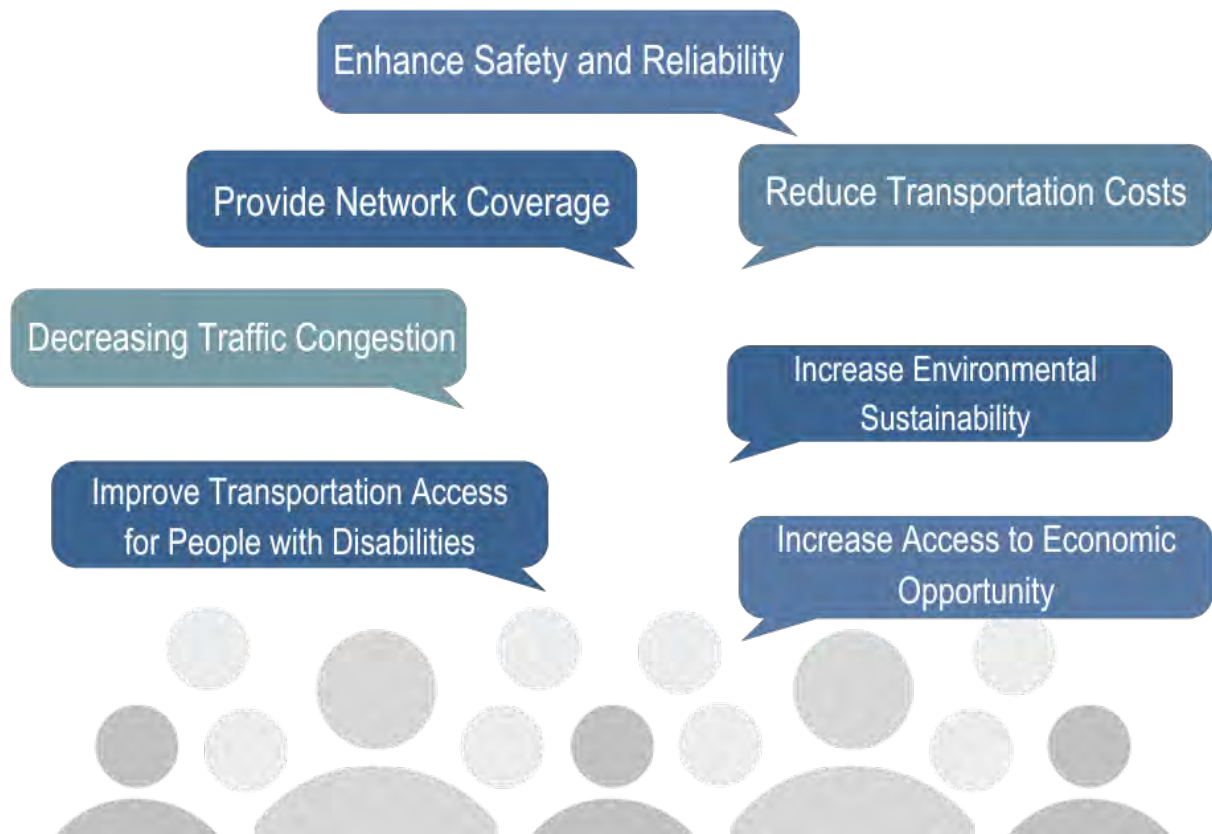 Enhance Safety and Reliability
Provide Network Coverage
Reduce Transportation Costs
Decreasing Traffic Congestion
Increase Environmental
Sustainability
Improve Transportation Access
for People with Disabilities
Increase Access to Economic
Opportunity